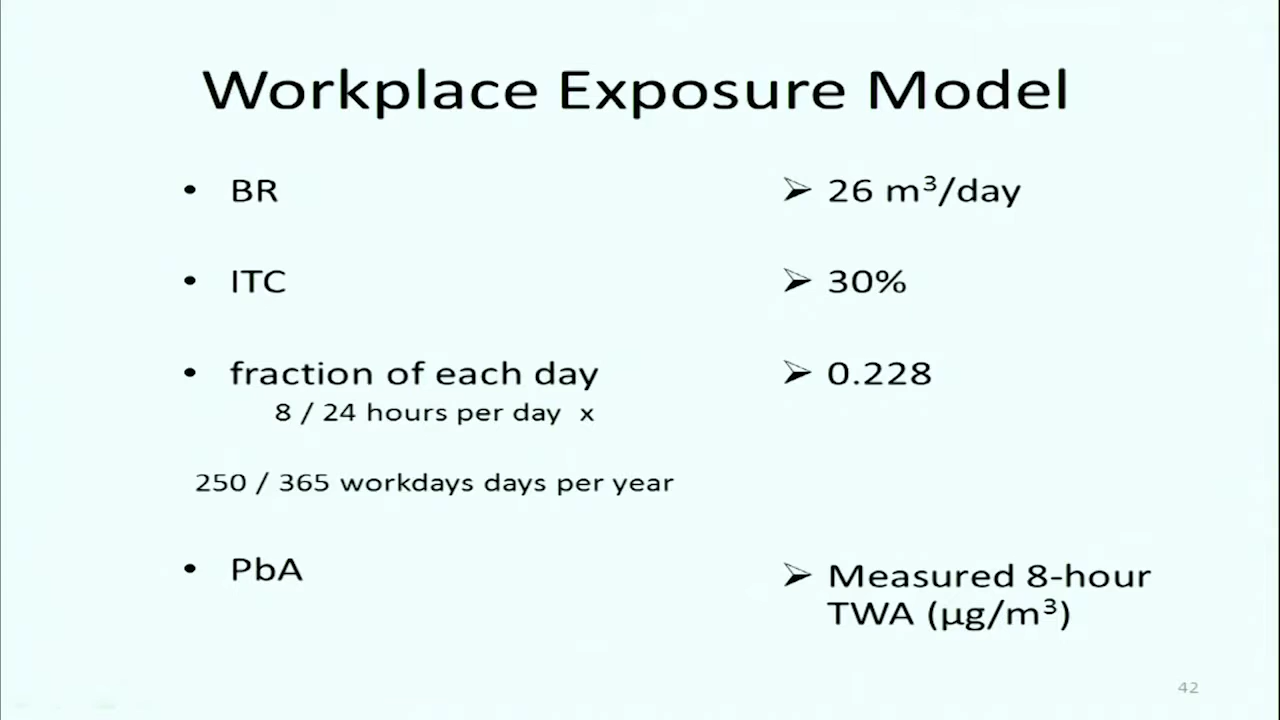 Workplace Exposure Model
• BR
➢ 26 m³/day
• ITC
➢ 30%
• fraction of each day
➢ 0.228
8 / 24 hours per day x
250 / 365 workdays days per year
• PbA
➢ Measured 8-hour
TWA (µg/m³)
42